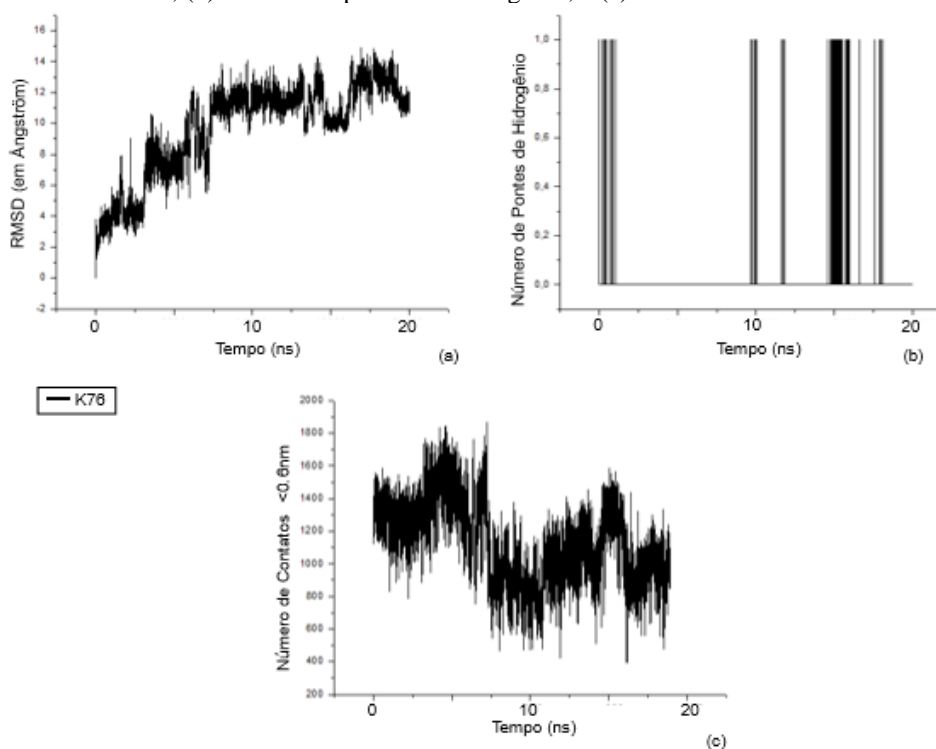 16
14
12
10
8
6
4
2
0
-2
RMSD (em Ångström)
0 10 20
Tempo (ns)
(a)
1,0
0,8
0,6
0,4
0,2
0,0
Número de Pontes de Hidrogênio
0 10 20
Tempo (ns)
(b)
K76
2000
1800
1600
1400
1200
1000
800
600
400
200
Número de Contatos <0.6nm
0 10 20
Tempo (ns)
(c)